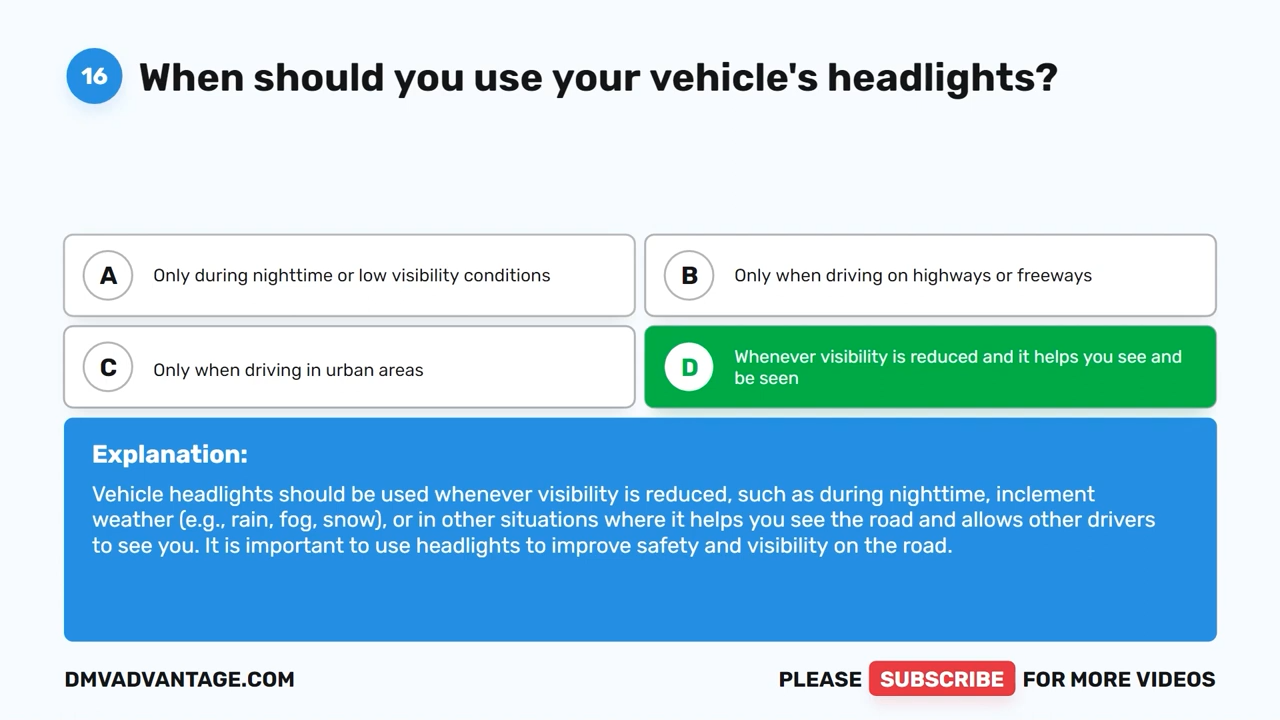 16
When should you use your vehicle's headlights?
A
Only during nighttime or low visibility conditions
B
Only when driving on highways or freeways
C
Only when driving in urban areas
D
Whenever visibility is reduced and it helps you see and
be seen
Explanation:
Vehicle headlights should be used whenever visibility is reduced, such as during nighttime, inclement
weather (e.g., rain, fog, snow), or in other situations where it helps you see the road and allows other drivers
to see you. It is important to use headlights to improve safety and visibility on the road.
DMVADVANTAGE.COM
PLEASE SUBSCRIBE FOR MORE VIDEOS